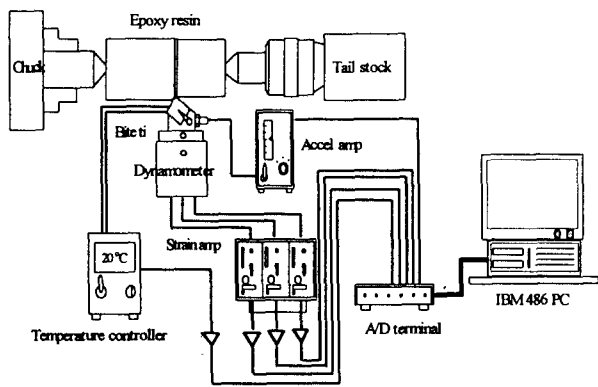 Epoxy resin
Chuck
Tail stock
Bite ti
Accel amp
Dynamometer
Strain amp
20°C
IBM 486 PC
A/D terminal
Temperature controller